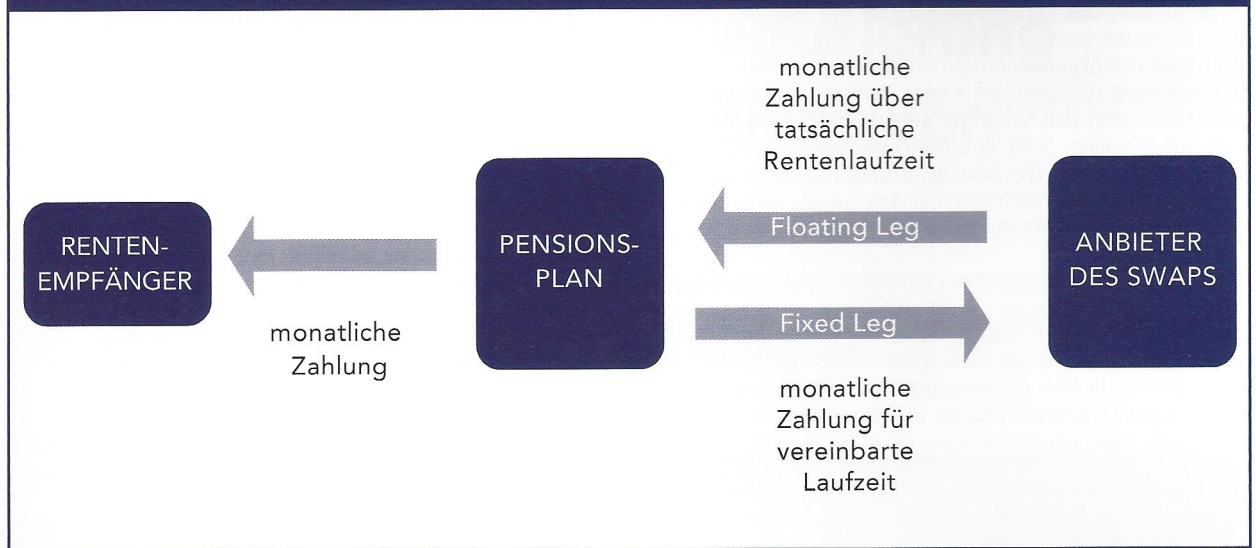 RENTEN-
EMPFÄNGER
monatliche
Zahlung
PENSIONS-
PLAN
monatliche
Zahlung über
tatsächliche
Rentenlaufzeit
Floating Leg
Fixed Leg
monatliche
Zahlung für
vereinbarte
Laufzeit
ANBIETER
DES SWAPS